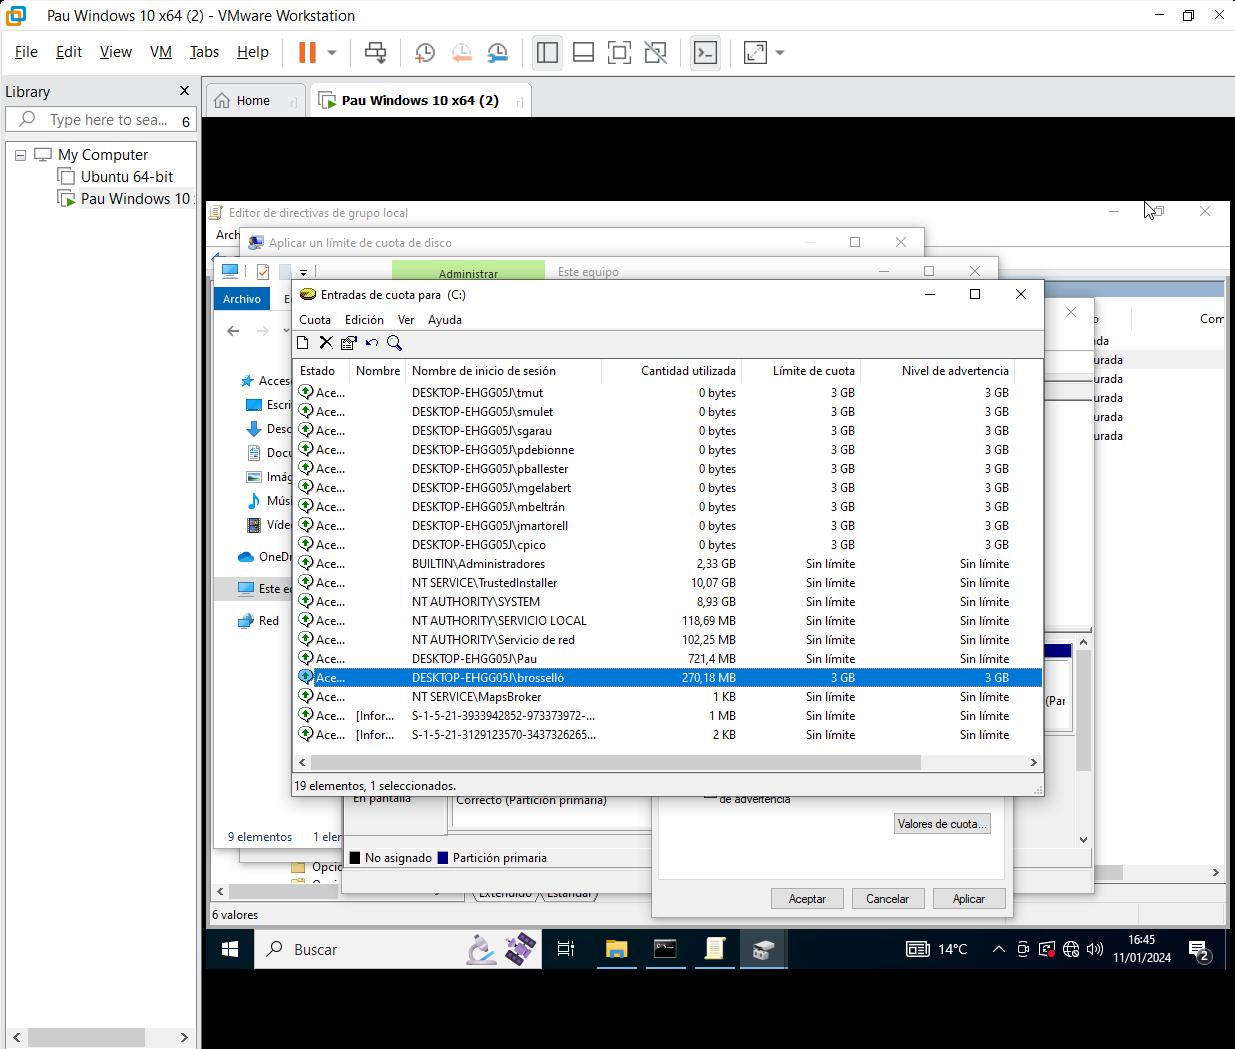 Pau Windows 10 x64 (2) - VMware Workstation
File Edit View VM Tabs Help
Library
Home
Pau Windows 10 x64 (2)
Type here to sea... 6
My Computer
Ubuntu 64-bit
Pau Windows 10
Editor de directivas de grupo local
Arch
Aplicar un límite de cuota de disco
Administrar
Este equipo
Archivo
Entradas de cuota para (C:)
Cuota Edición Ver Ayuda
Com
Estado Nombre Nombre de inicio de sesión Cantidad utilizada Límite de cuota Nivel de advertencia
Ace... DESKTOP-EHGG05J\tmut 0 bytes 3 GB 3 GB
Ace... DESKTOP-EHGG05J\smulet 0 bytes 3 GB 3 GB
Ace... DESKTOP-EHGG05J\sgarau 0 bytes 3 GB 3 GB
Ace... DESKTOP-EHGG05J\pdebionne 0 bytes 3 GB 3 GB
Ace... DESKTOP-EHGG05J\pballester 0 bytes 3 GB 3 GB
Ace... DESKTOP-EHGG05J\mgelabert 0 bytes 3 GB 3 GB
Ace... DESKTOP-EHGG05J\mbeltrán 0 bytes 3 GB 3 GB
Ace... DESKTOP-EHGG05J\jmartorell 0 bytes 3 GB 3 GB
Ace... DESKTOP-EHGG05J\cpico 0 bytes 3 GB 3 GB
Ace... BUILTIN\Administradores 2,33 GB Sin límite Sin límite
Ace... NT SERVICE\TrustedInstaller 10,07 GB Sin límite Sin límite
Ace... NT AUTHORITY\SYSTEM 8,93 GB Sin límite Sin límite
Ace... NT AUTHORITY\SERVICIO LOCAL 118,69 MB Sin límite Sin límite
Ace... NT AUTHORITY\Servicio de red 102,25 MB Sin límite Sin límite
Ace... DESKTOP-EHGG05J\Pau 721,4 MB Sin límite Sin límite
Ace... DESKTOP-EHGG05J\brosselló 270,18 MB 3 GB 3 GB
Ace... NT SERVICE\MapsBroker 1 KB Sin límite Sin límite
Ace... [Infor... S-1-5-21-3933942852-973373972-... 1 MB Sin límite Sin límite
Ace... [Infor... S-1-5-21-3129123570-3437326265... 2 KB Sin límite Sin límite
19 elementos, 1 seleccionados.
Acces
Escri
Desc
Docu
Imág
Músi
Víde
OneDr
Este ec
Red
ada
urada
urada
urada
urada
urada
(Par
En pantalla
Correcto (Partición primaria)
de advertencia
Valores de cuota...
9 elementos 1 eler
No asignado Partición primaria
Opcio
Extendido Estándar
Aceptar Cancelar Aplicar
6 valores
Buscar
14°C
16:45
11/01/2024
2